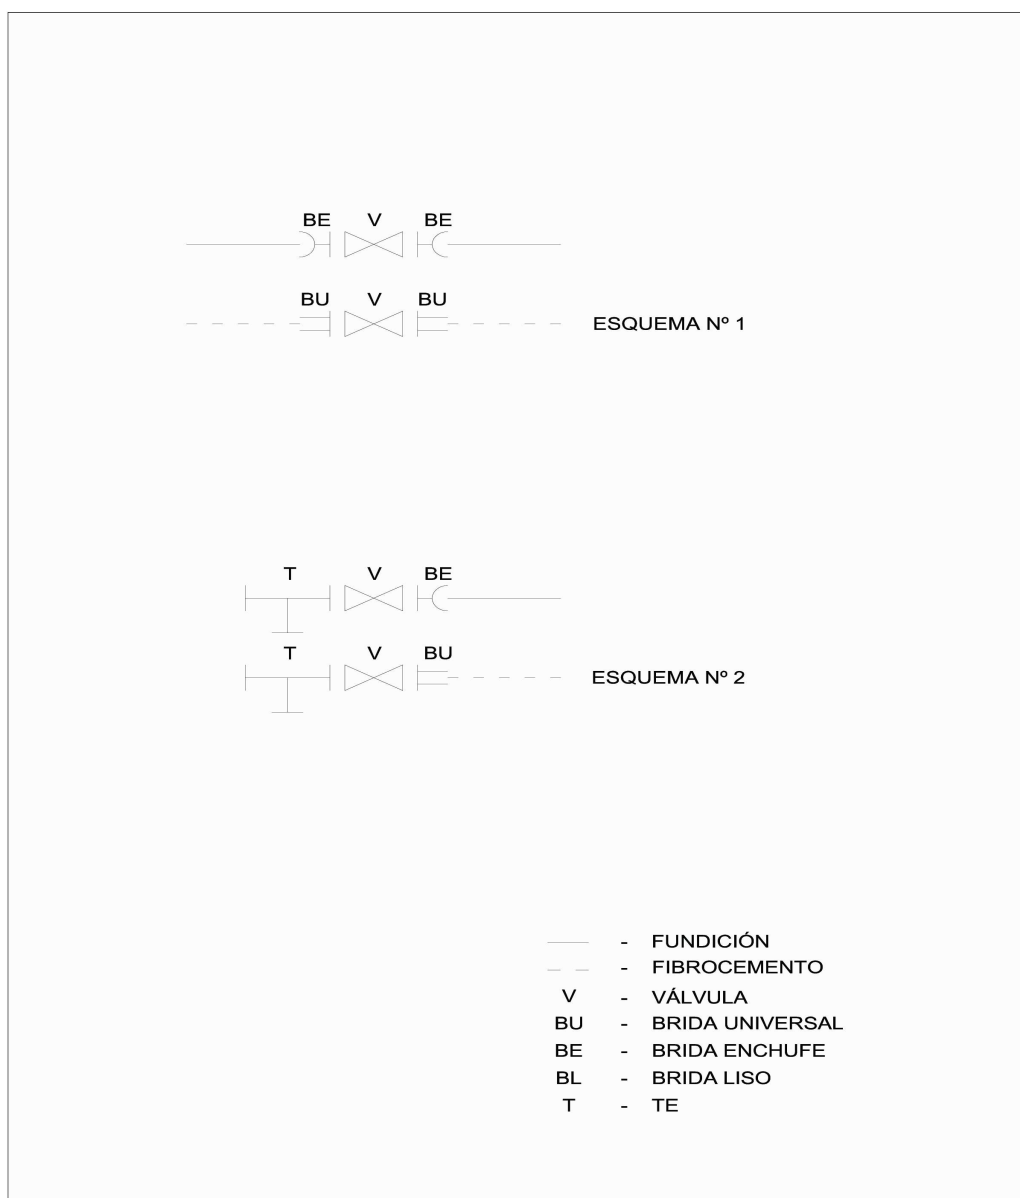 BE V BE
BU V BU
ESQUEMA Nº 1
T V BE
T V BU
ESQUEMA Nº 2
- FUNDICIÓN
- FIBROCEMENTO
V - VÁLVULA
BU - BRIDA UNIVERSAL
BE - BRIDA ENCHUFE
BL - BRIDA LISO
T - TE